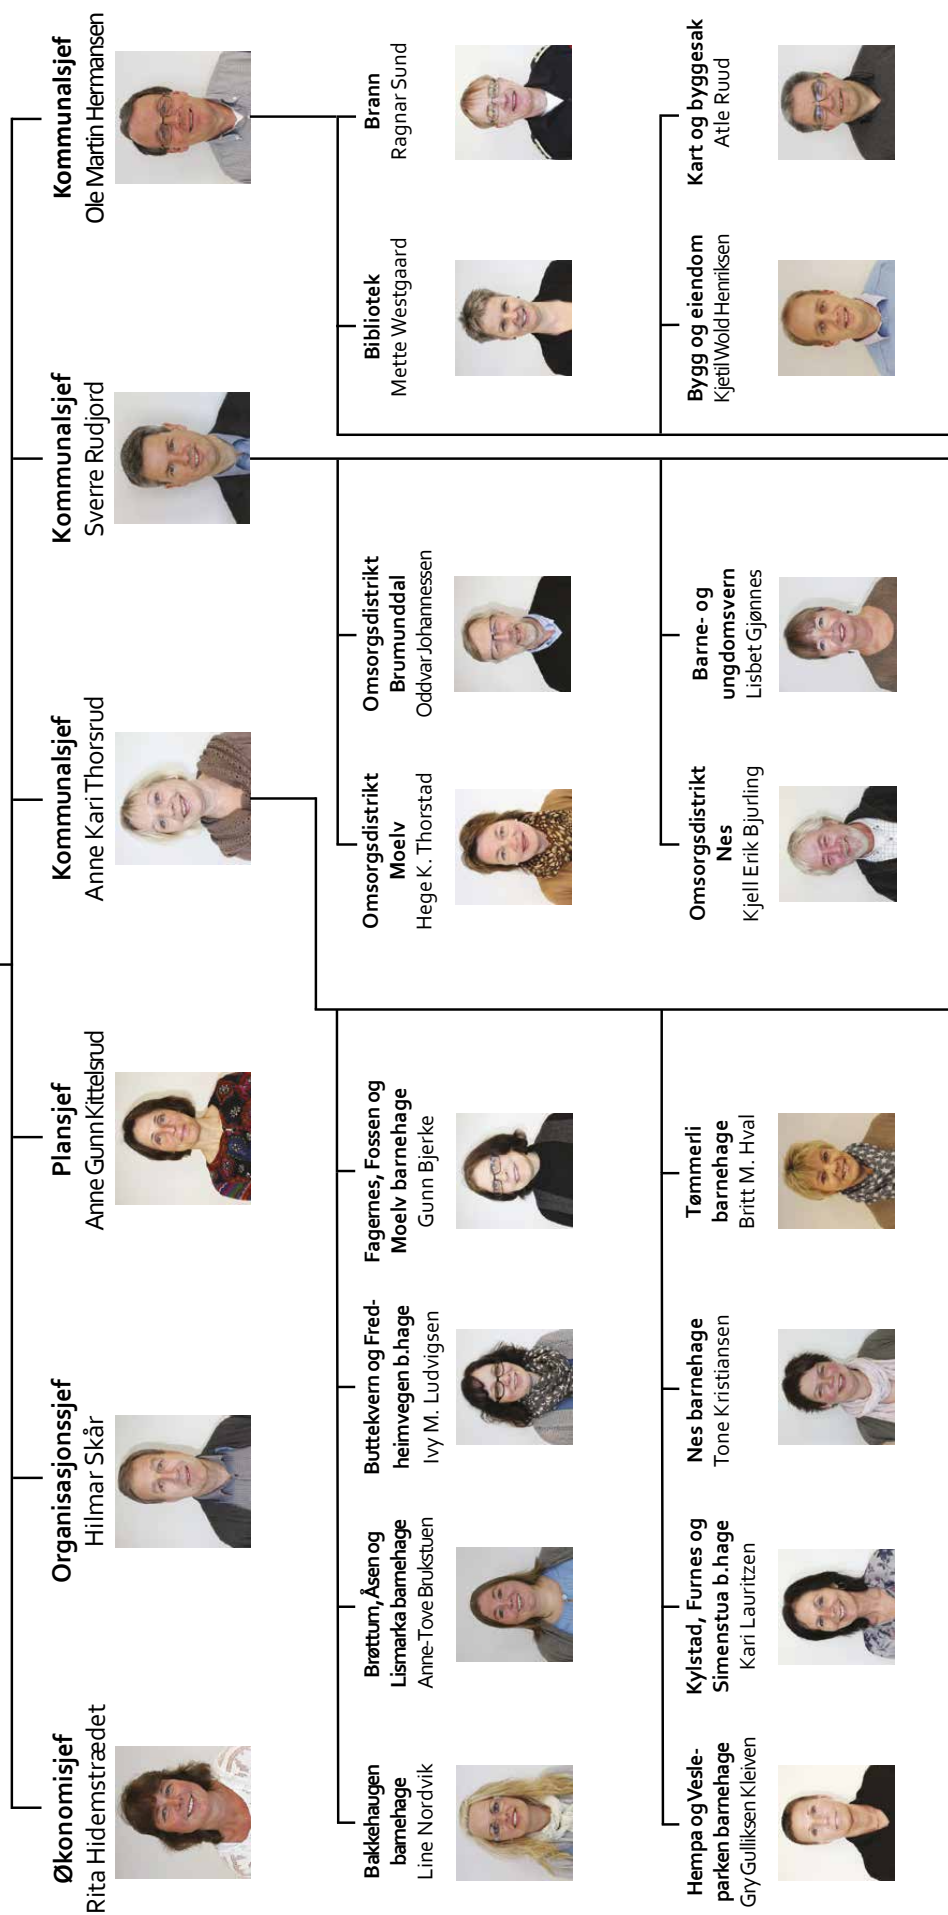 Økonomisjef
Rita Hidemstrædet
Organisasjonssjef
Hilmar Skår
Plansjef
Anne Gunn Kittelsrud
Kommunalsjef
Anne Kari Thorsrud
Kommunalsjef
Sverre Rudjord
Kommunalsjef
Ole Martin Hermansen
Bakkehaugen
barnehage
Line Nordvik
Brøttum, Åsen og
Lismarka barnehage
Anne-Tove Brukstuen
Buttekvern og Fred-
heimvegen b.hage
Ivy M. Ludvigsen
Fagernes, Fossen og
Moelv barnehage
Gunn Bjerke
Omsorgsdistrikt
Moelv
Hege K. Thorstad
Omsorgsdistrikt
Brumunddal
Oddvar Johannessen
Bibliotek
Mette Westgaard
Brann
Ragnar Sund
Hempa og Vesle-
parken barnehage
Gry Gulliksen Kleiven
Kylstad, Furnes og
Simenstua b.hage
Kari Lauritzen
Nes barnehage
Tone Kristiansen
Tømmerli
barnehage
Britt M. Hval
Omsorgsdistrikt
Nes
Kjell Erik Bjurling
Barne- og
ungdomsvern
Lisbet Gjønnes
Bygg og eiendom
Kjetil Wold Henriksen
Kart og byggesak
Atle Ruud